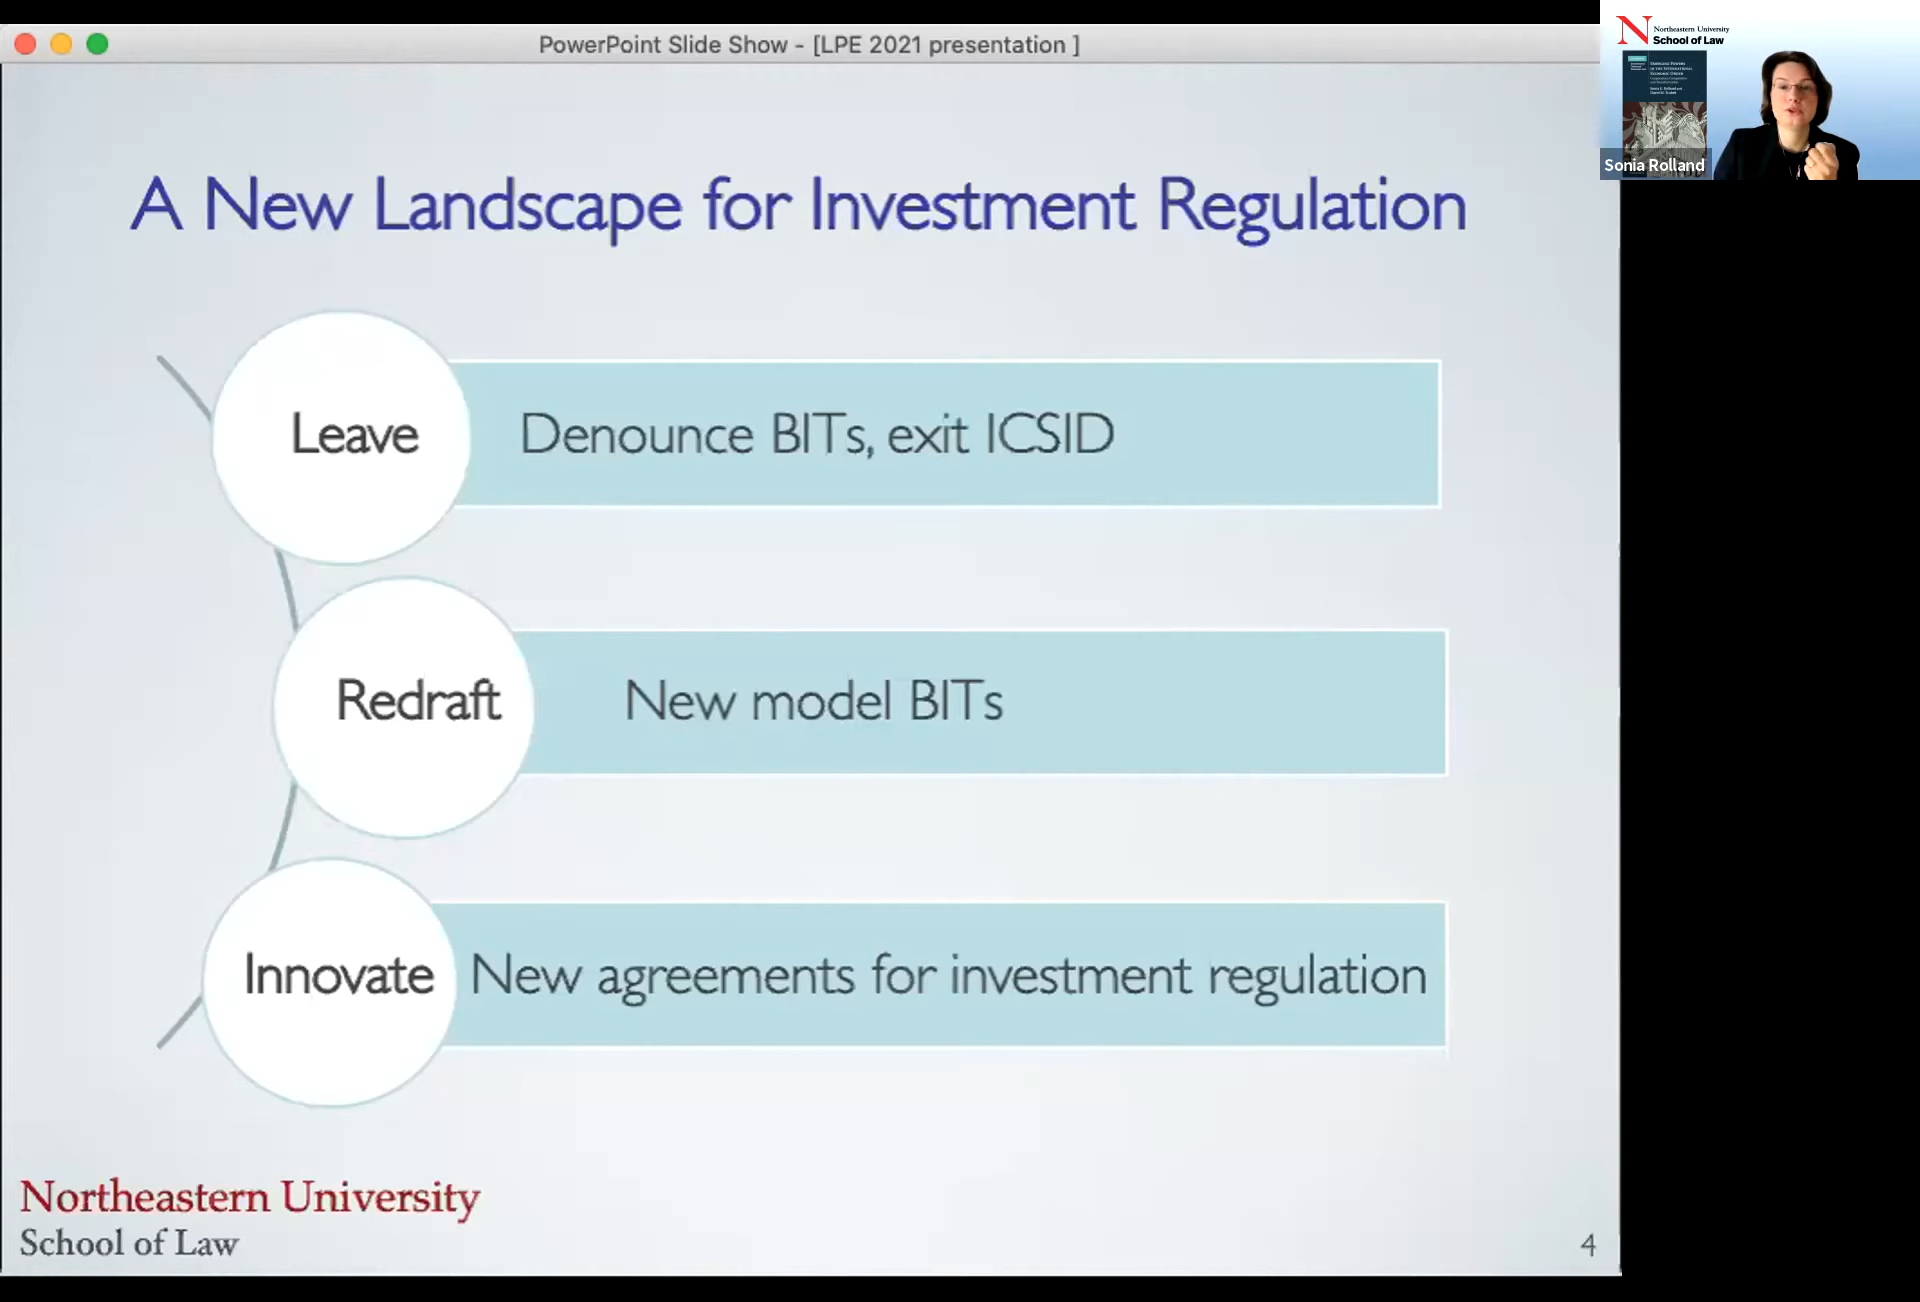 PowerPoint Slide Show - [LPE 2021 presentation ]
Northeastern University
School of Law
Sonia Rolland
A New Landscape for Investment Regulation
Leave
Denounce BITs, exit ICSID
Redraft
New model BITs
Innovate
New agreements for investment regulation
Northeastern University
School of Law
4